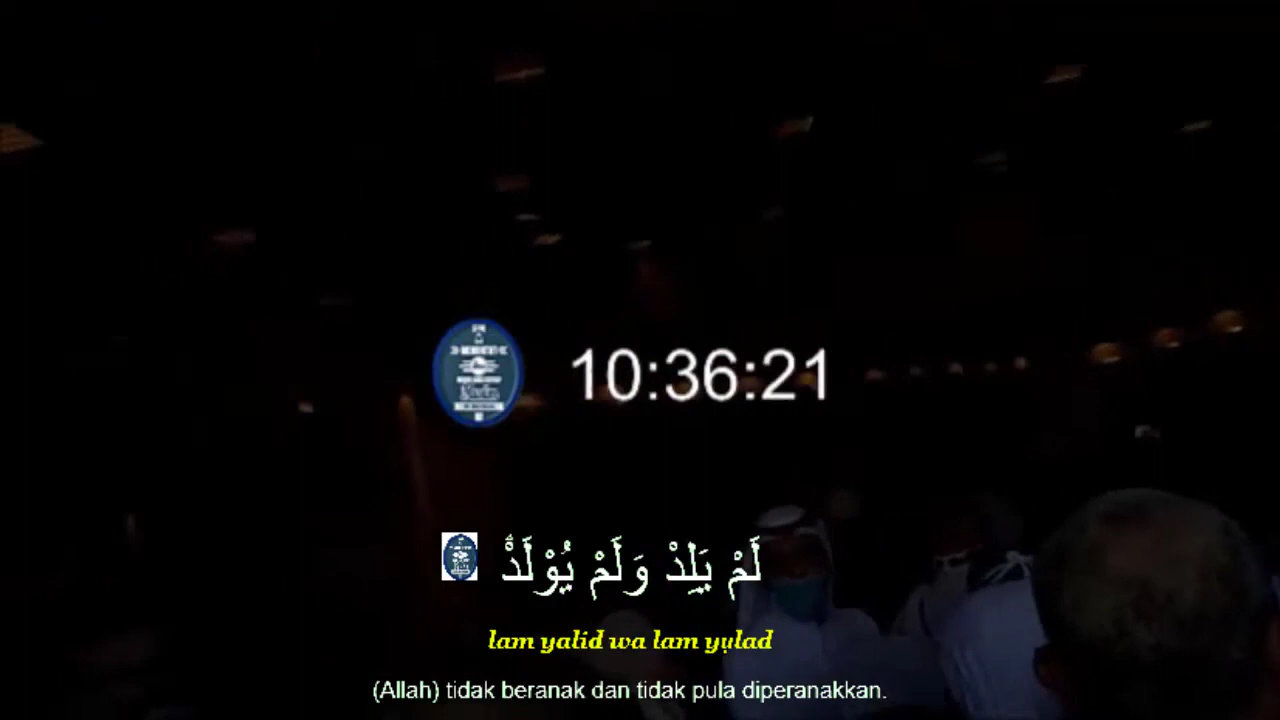 10:36:21
لَمْ يَلِدْ وَلَمْ يُوْلَدْۙ
lam yalid wa lam yụlad
(Allah) tidak beranak dan tidak pula diperanakkan.